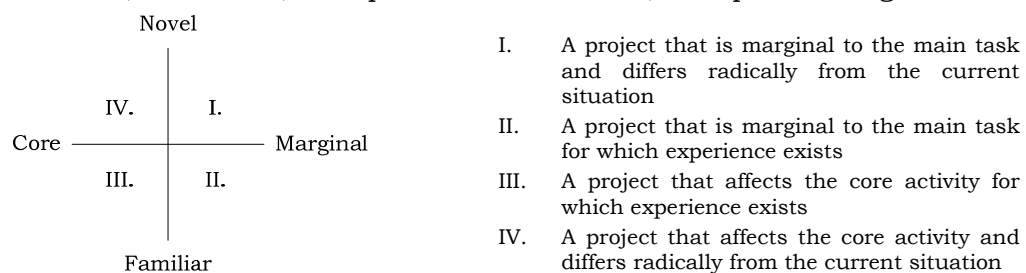 Novel
IV. I.
Core Marginal
III. II.
Familiar
I. A project that is marginal to the main task
and differs radically from the current
situation
II. A project that is marginal to the main task
for which experience exists
III. A project that affects the core activity for
which experience exists
IV. A project that affects the core activity and
differs radically from the current situation